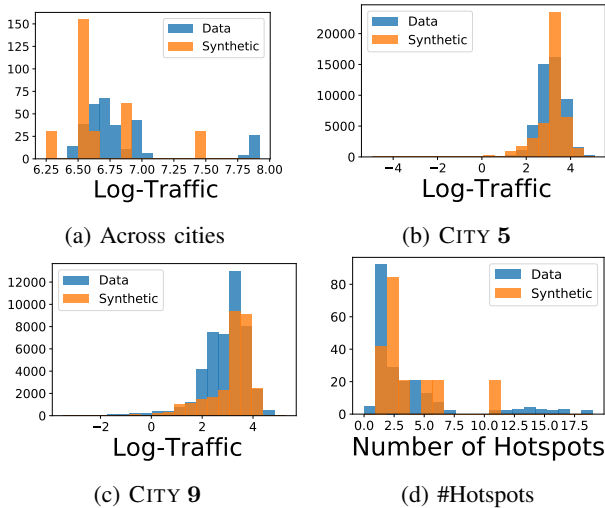 150
125
100
75
50
25
0
Data
Synthetic
6.25 6.50 6.75 7.00 7.25 7.50 7.75 8.00
Log-Traffic
(a) Across cities
20000
15000
10000
5000
0
Data
Synthetic
−4 −2 0 2 4
Log-Traffic
(b) CITY 5
12000
10000
8000
6000
4000
2000
0
Data
Synthetic
−2 0 2 4
Log-Traffic
(c) CITY 9
80
60
40
20
0
Data
Synthetic
0.0 2.5 5.0 7.5 10.0 12.5 15.0 17.5
Number of Hotspots
(d) #Hotspots